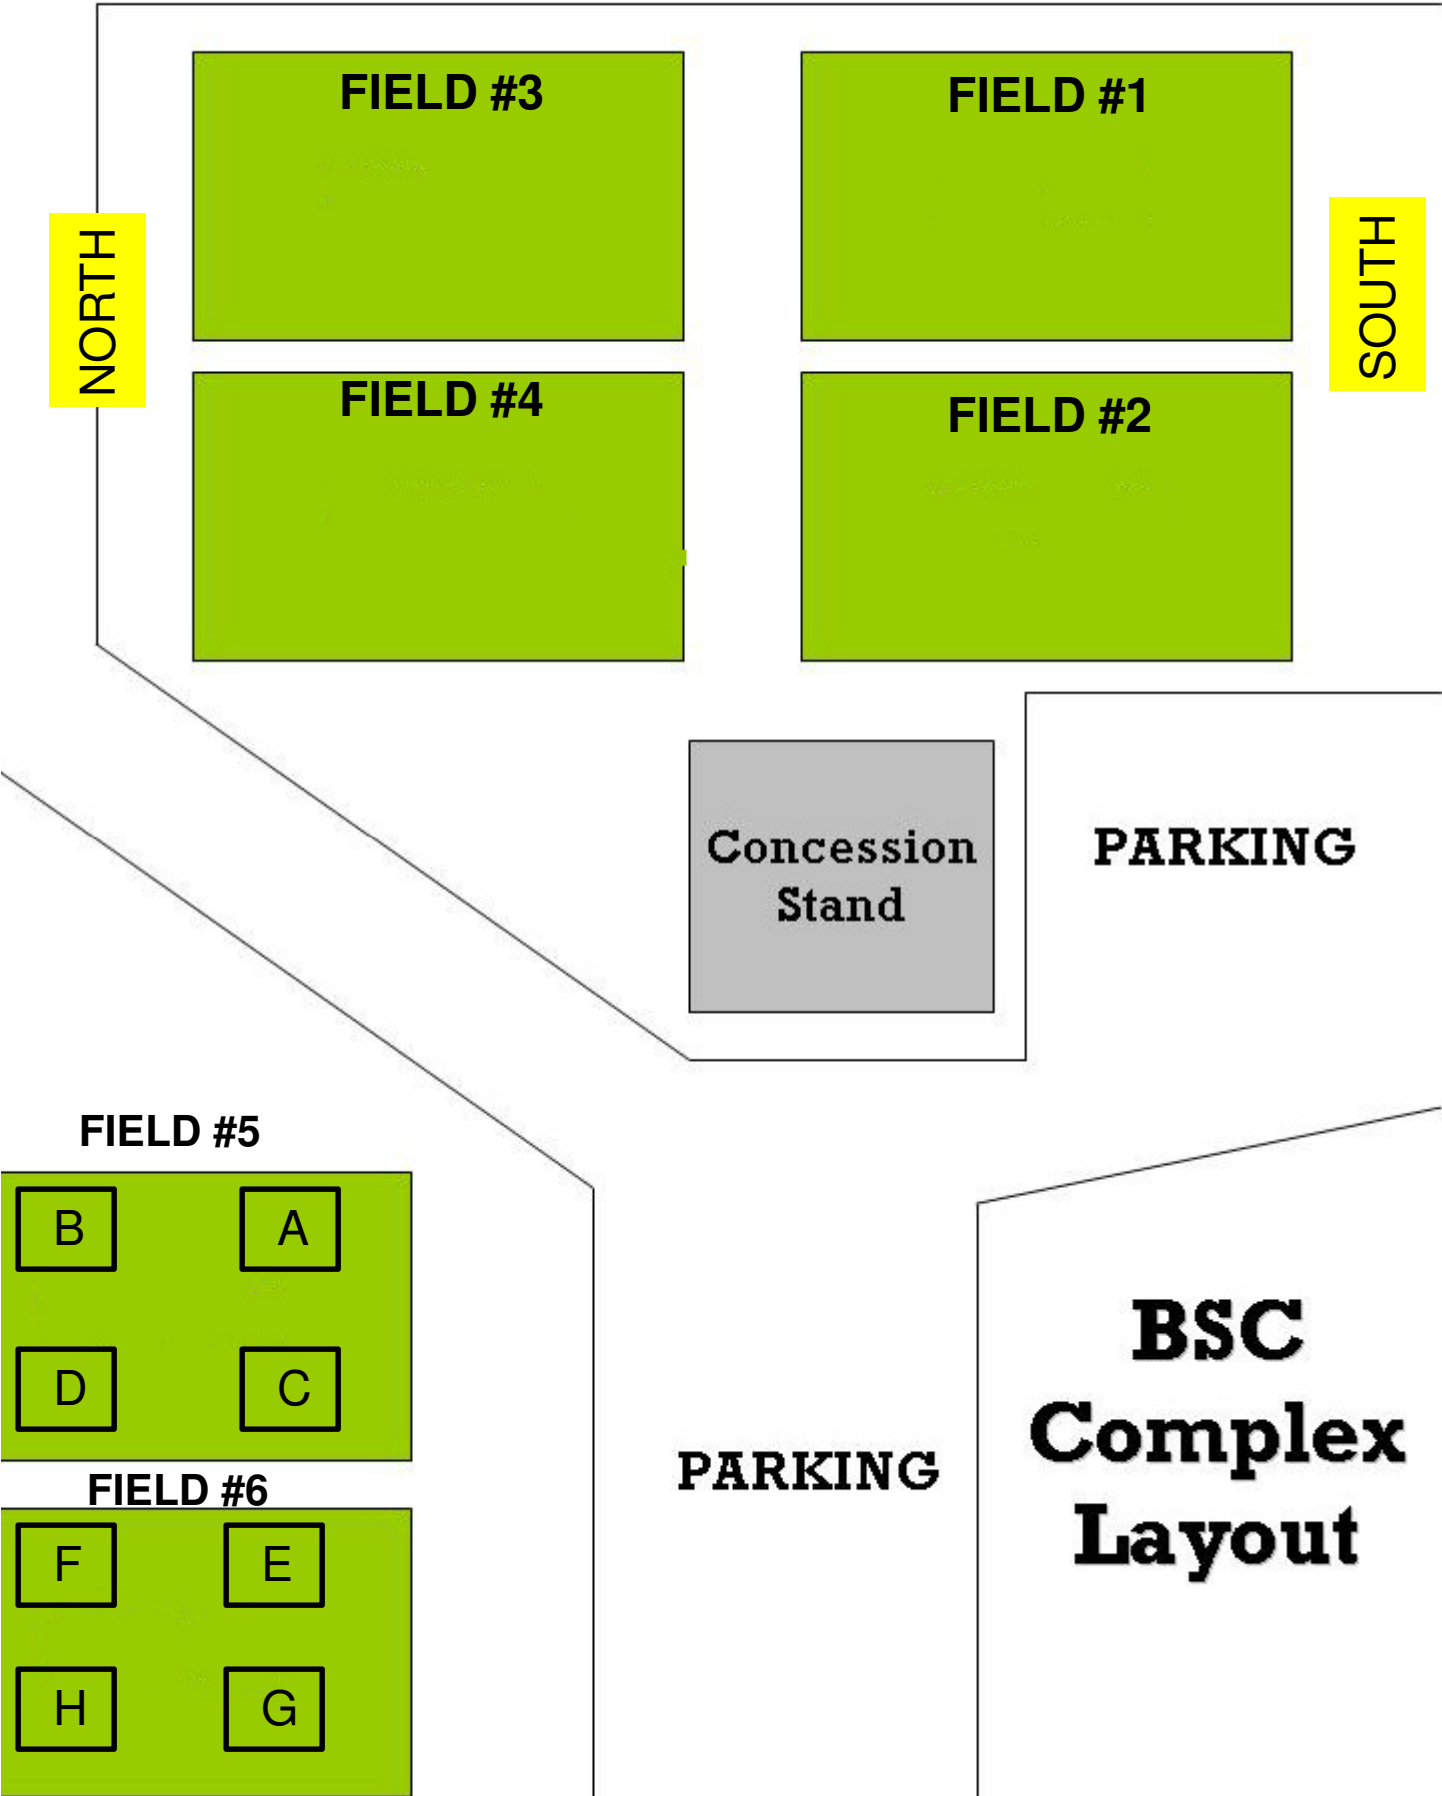 FIELD #3
FIELD #1
NORTH
SOUTH
FIELD #4
FIELD #2
Concession
Stand
PARKING
FIELD #5
B
A
D
C
FIELD #6
F
E
H
G
PARKING
BSC
Complex
Layout